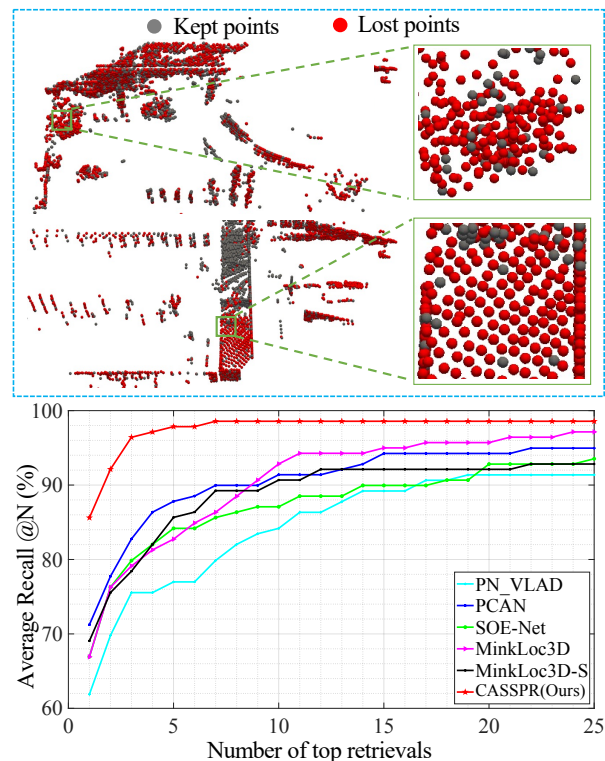 Kept points
Lost points
100
90
80
70
60
Average Recall @N (%)
PN_VLAD
PCAN
SOE-Net
MinkLoc3D
MinkLoc3D-S
CASSPR(Ours)
0 5 10 15 20 25
Number of top retrievals